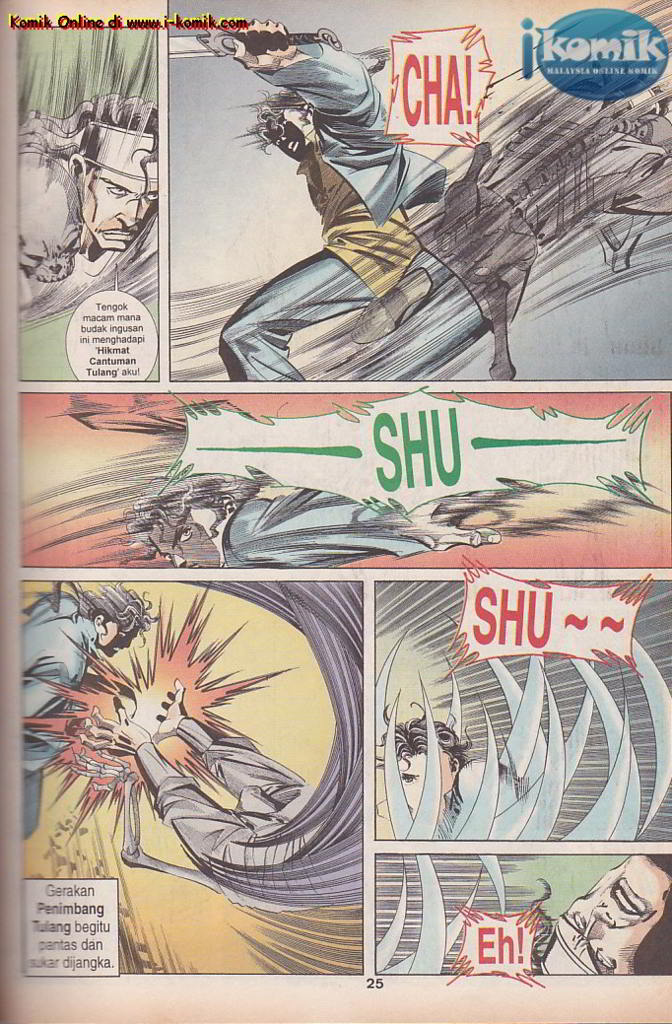 Komik Online di www.i-komik.com
ikomik
MALAYSIA ONLINE KOMIK
CHA!
Tengok
macam mana
budak ingusan
ini menghadapi
'Hikmat
Cantuman
Tulang' aku!
SHU
SHU ~ ~
Gerakan
Penimbang
Tulang begitu
pantas dan
sukar dijangka.
Eh!
25